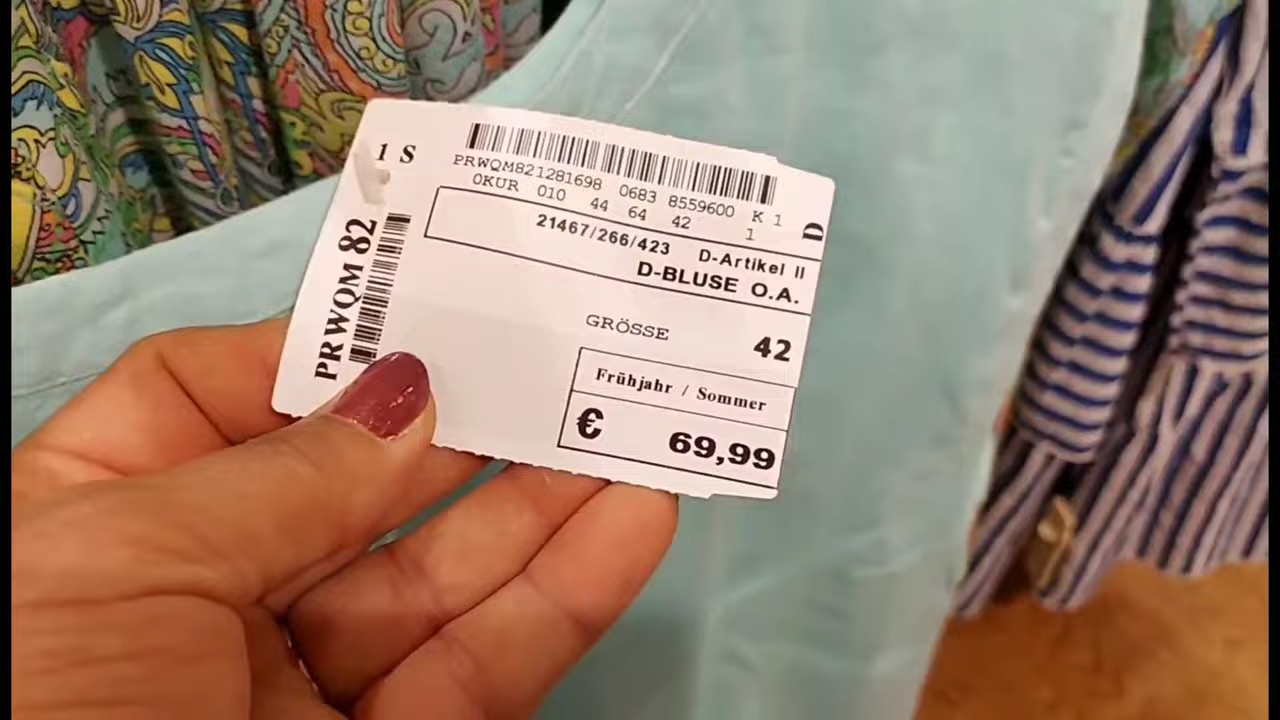 1 S
PRWQM821281698 0683 8559600 K 1
0KUR 010 44 64 42 1
D
21467/266/423 D-Artikel II
D-BLUSE O.A.
PRWQM 82
GRÖSSE 42
Frühjahr / Sommer
€ 69,99